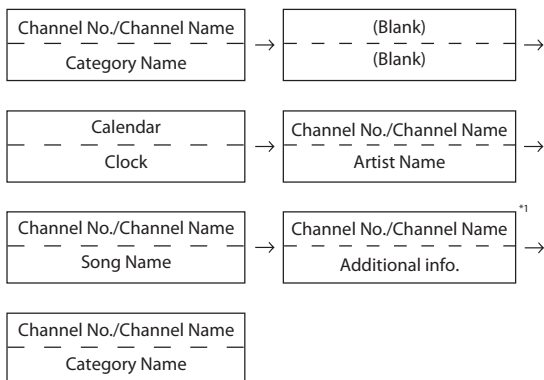 Channel No./Channel Name
Category Name
→
(Blank)
(Blank)
→
Calendar
Clock
→
Channel No./Channel Name
Artist Name
→
Channel No./Channel Name
Song Name
→
Channel No./Channel Name
Additional info.
*1
→
Channel No./Channel Name
Category Name